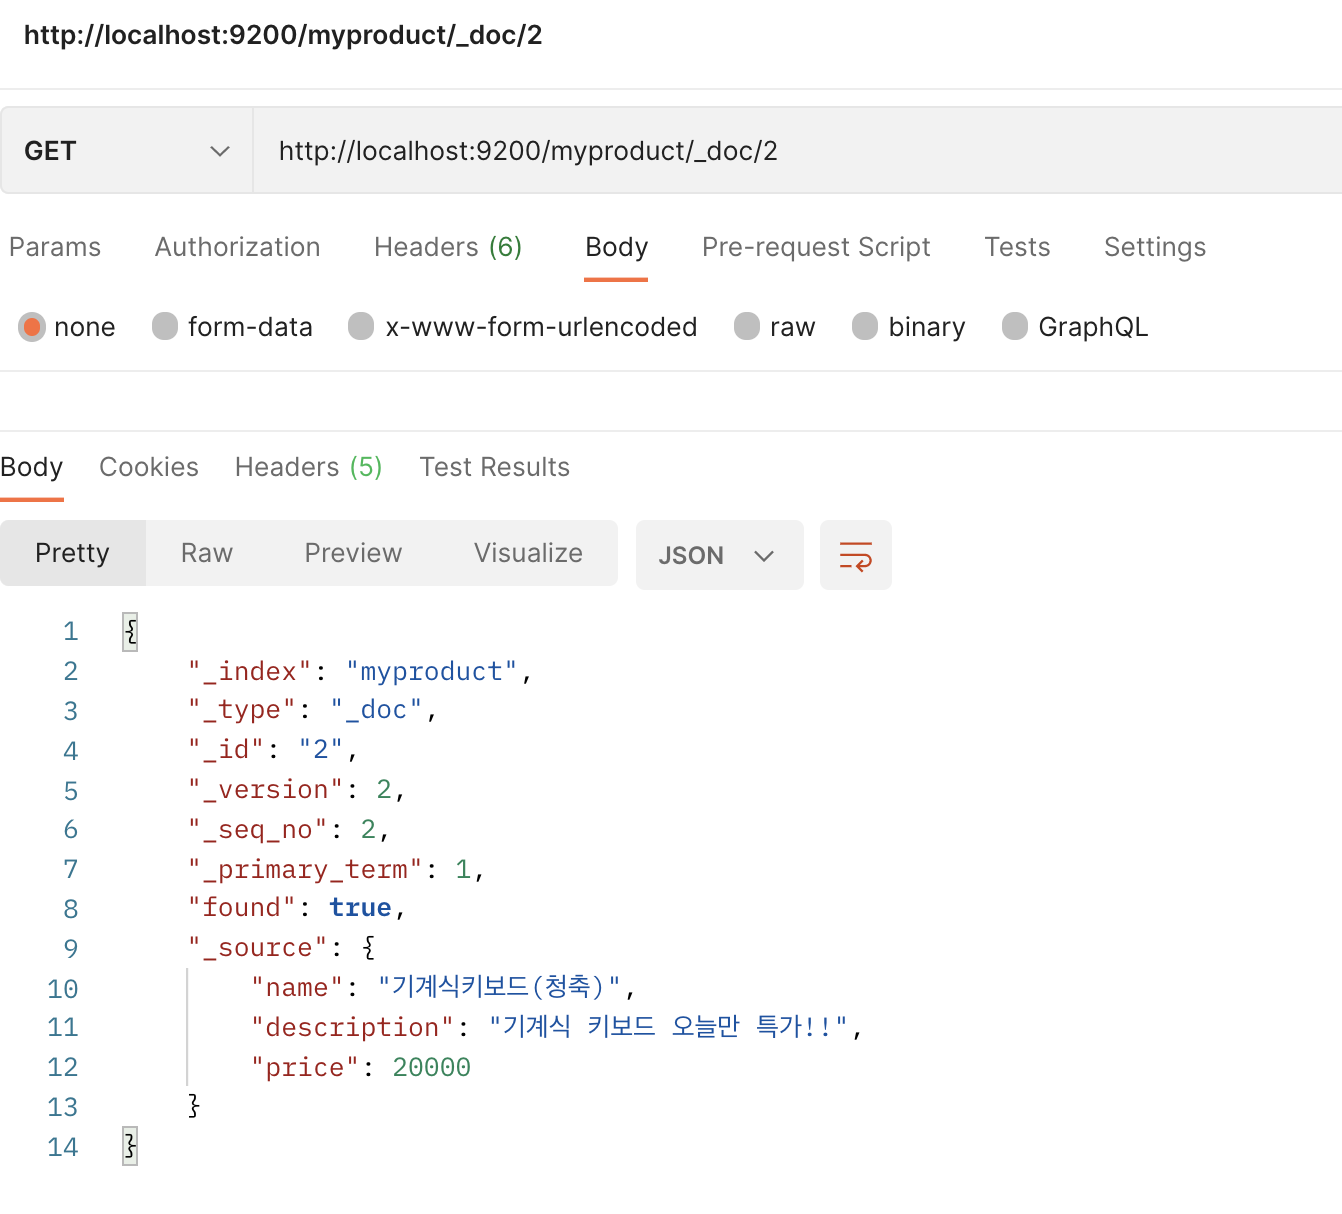 http://localhost:9200/myproduct/_doc/2
GET http://localhost:9200/myproduct/_doc/2
Params Authorization Headers (6) Body Pre-request Script Tests Settings
none form-data x-www-form-urlencoded raw binary GraphQL
Body Cookies Headers (5) Test Results
Pretty Raw Preview Visualize JSON
1 {
2 "_index": "myproduct",
3 "_type": "_doc",
4 "_id": "2",
5 "_version": 2,
6 "_seq_no": 2,
7 "_primary_term": 1,
8 "found": true,
9 "_source": {
10 "name": "기계식키보드(청축)",
11 "description": "기계식 키보드 오늘만 특가!!",
12 "price": 20000
13 }
14 }